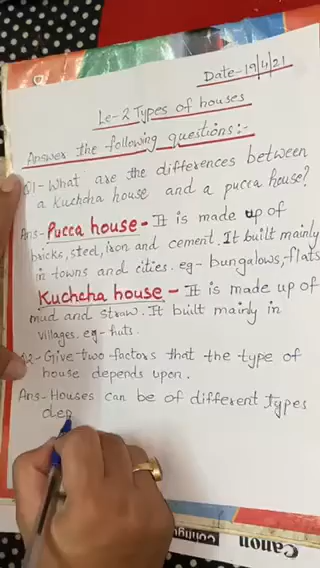 Date-19/4/21
Le-2 Types of houses
Answer the following questions:-
Q1-What are the differences between
a Kuchcha house and a pucca house?
Ans-Pucca house- It is made up of
bricks, steel, iron and cement. It built mainly
in towns and cities. eg- bungalows, flats
Kuchcha house - It is made up of
mud and straw. It built mainly in
villages. eg- huts.
Q2-Give two factors that the type of
house depends upon.
Ans-Houses can be of different types
dep
Canon